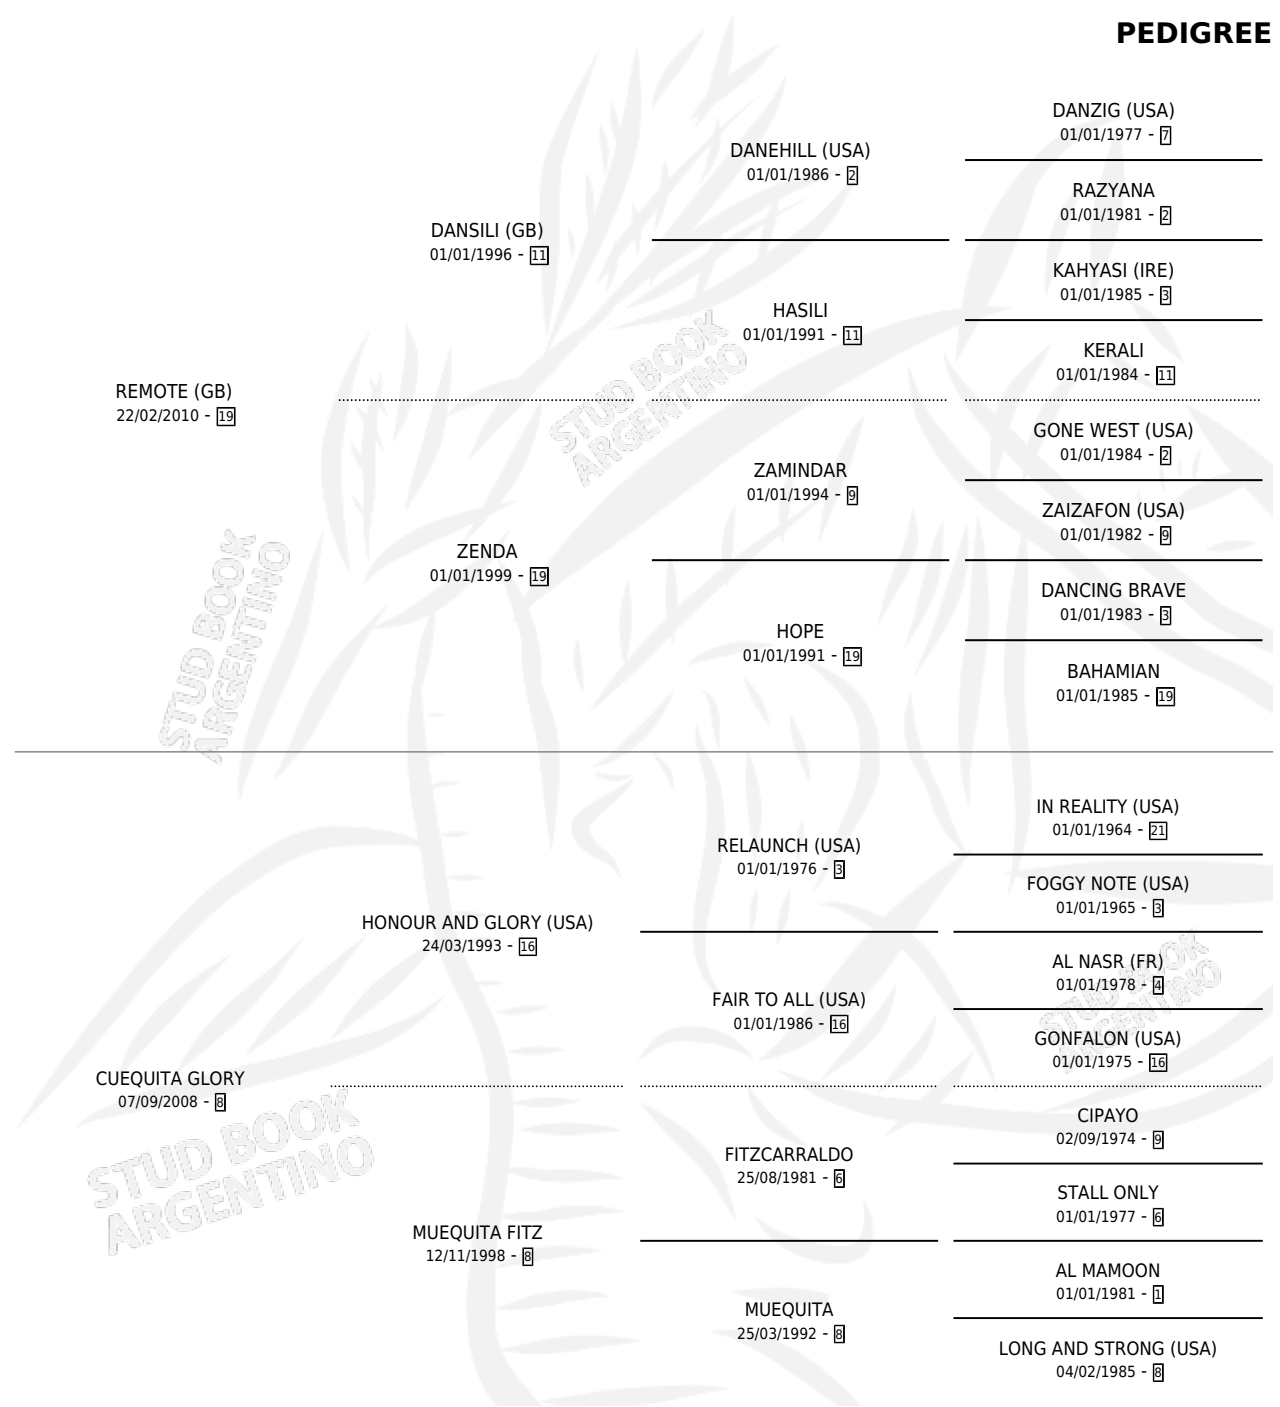 PEDIGREE
DANZIG (USA)
01/01/1977 - 7
DANEHILL (USA)
01/01/1986 - 2
RAZYANA
01/01/1981 - 2
DANSILI (GB)
01/01/1996 - 11
KAHYASI (IRE)
01/01/1985 - 3
HASILI
01/01/1991 - 11
KERALI
01/01/1984 - 11
REMOTE (GB)
22/02/2010 - 19
GONE WEST (USA)
01/01/1984 - 2
ZAMINDAR
01/01/1994 - 9
ZAIZAFON (USA)
01/01/1982 - 9
ZENDA
01/01/1999 - 19
DANCING BRAVE
01/01/1983 - 3
HOPE
01/01/1991 - 19
BAHAMIAN
01/01/1985 - 19
IN REALITY (USA)
01/01/1964 - 21
RELAUNCH (USA)
01/01/1976 - 3
FOGGY NOTE (USA)
01/01/1965 - 3
HONOUR AND GLORY (USA)
24/03/1993 - 16
AL NASR (FR)
01/01/1978 - 4
FAIR TO ALL (USA)
01/01/1986 - 16
GONFALON (USA)
01/01/1975 - 16
CUEQUITA GLORY
07/09/2008 - 8
CIPAYO
02/09/1974 - 9
FITZCARRALDO
25/08/1981 - 6
STALL ONLY
01/01/1977 - 6
MUEQUITA FITZ
12/11/1998 - 8
AL MAMOON
01/01/1981 - 1
MUEQUITA
25/03/1992 - 8
LONG AND STRONG (USA)
04/02/1985 - 8
STUD BOOK
ARGENTINO
STUD BOOK
ARGENTINO
STUD BOOK
ARGENTINO
STUD BOOK
ARGENTINO